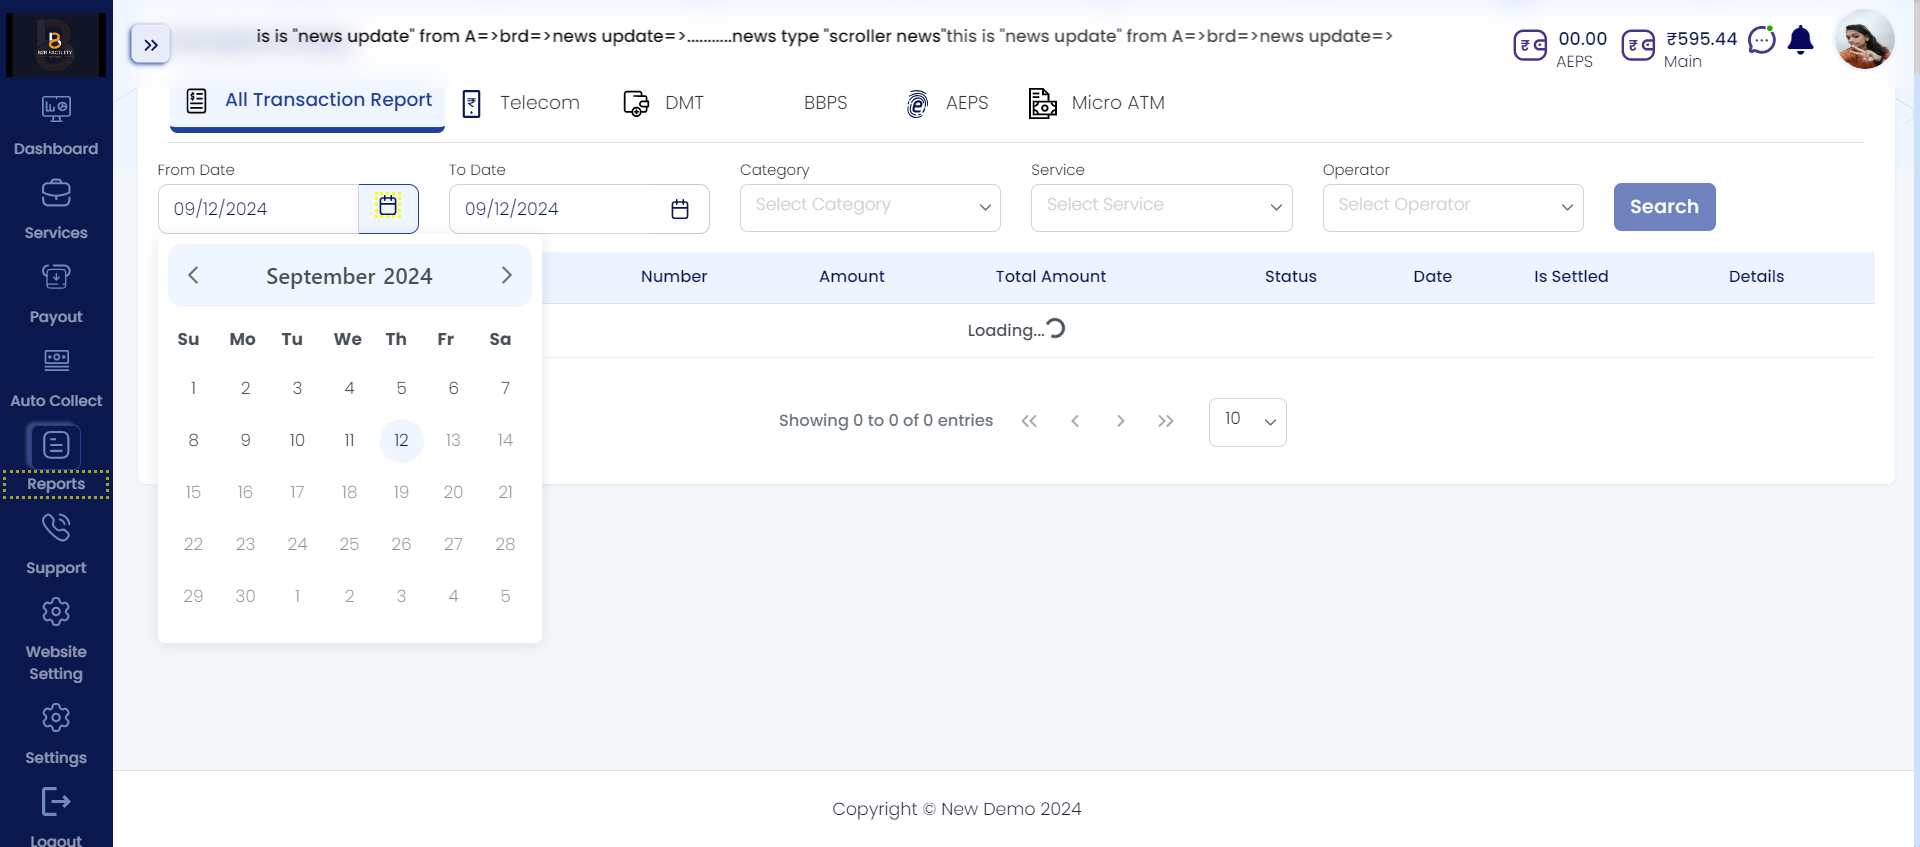 B2B FACILITY
Dashboard
Services
Payout
Auto Collect
Reports
Support
Website
Setting
Settings
Logout
is is "news update" from A=>brd=>news update=>...........news type "scroller news"this is "news update" from A=>brd=>news update=>
00.00
AEPS
₹595.44
Main
All Transaction Report
Telecom
DMT
BBPS
AEPS
Micro ATM
From Date
To Date
Category
Service
Operator
09/12/2024
09/12/2024
Select Category
Select Service
Select Operator
Search
Number Amount Total Amount Status Date Is Settled Details
Loading...
September 2024
Su Mo Tu We Th Fr Sa
1 2 3 4 5 6 7
8 9 10 11 12 13 14
15 16 17 18 19 20 21
22 23 24 25 26 27 28
29 30 1 2 3 4 5
Showing 0 to 0 of 0 entries
10
Copyright © New Demo 2024